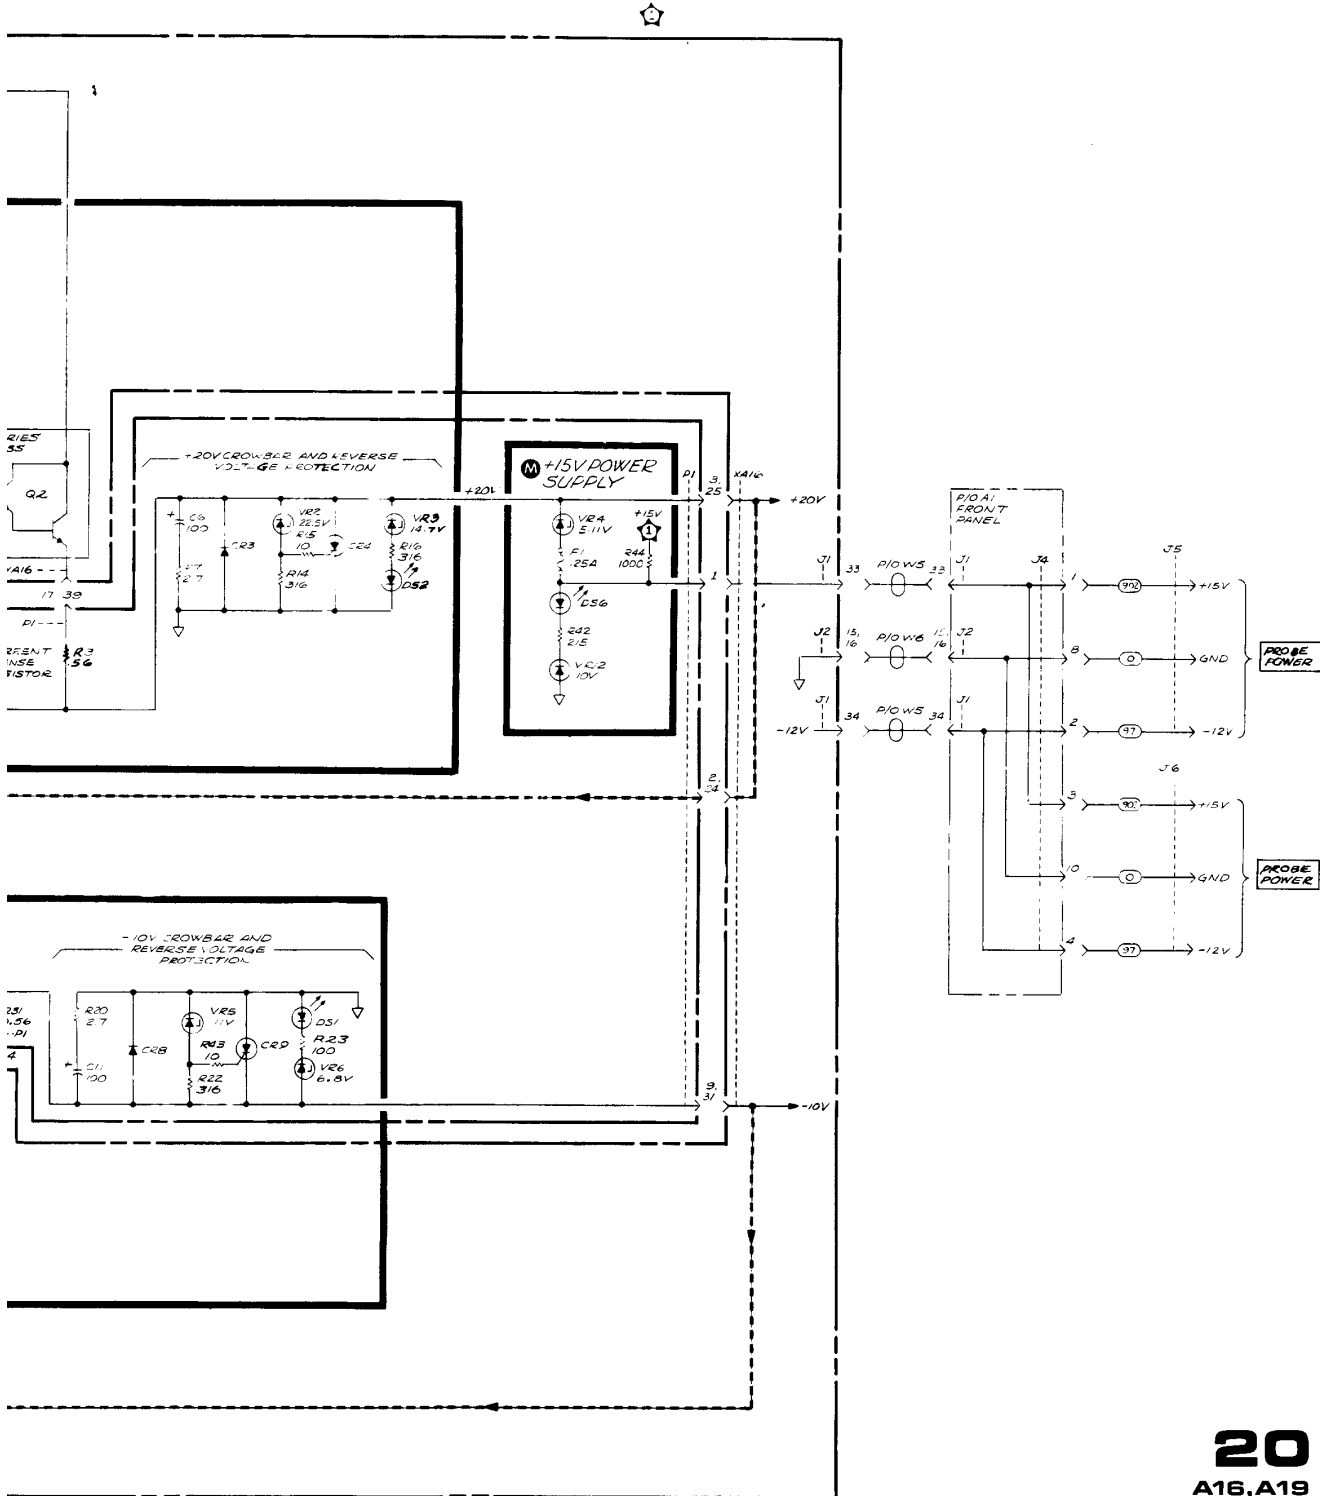 Q2
XA16
17 39
P1
R3
.56
+20V CROWBAR AND REVERSE
VOLTAGE PROTECTION
+
C6
100
R7
2.7
CR3
VR2
22.5V
R15
10
R14
316
CR4
VR3
14.7V
R16
316
DS2
+20V
M +15V POWER
SUPPLY
VR4
5.11V
F1
.25A
DS6
R42
215
VR12
10V
+15V
1
R44
1000
P1
3,
25
XA16
+20V
1
2,
24
9,
31
-10V
J1
33
P/O W5
33
J1
J2
15,
16
P/O W6
15,
16
J2
-12V
J1
34
P/O W5
34
J1
P/O A1
FRONT
PANEL
J4
J5
1
902
+15V
8
0
GND
2
97
-12V
PROBE
POWER
J6
3
902
+15V
10
0
GND
4
97
-12V
PROBE
POWER
-10V CROWBAR AND
REVERSE VOLTAGE
PROTECTION
P1
4
R20
2.7
+
C11
100
CR8
VR5
11V
R43
10
R22
316
CR9
DS1
R23
100
VR6
6.8V
20
A16,A19